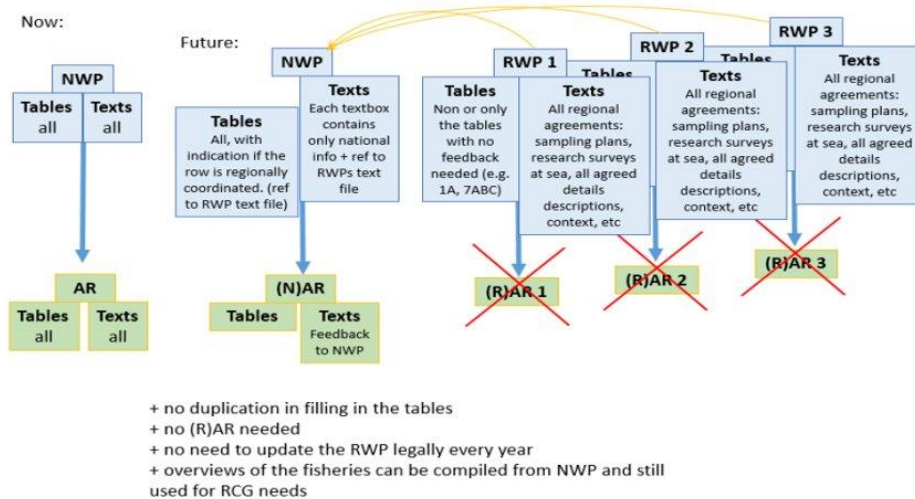 Now:
NWP
Tables
all
Texts
all
AR
Tables
all
Texts
all
Future:
NWP
Tables
All, with
indication if the
row is regionally
coordinated. (ref
to RWP text file)
Texts
Each textbox
contains
only national
info + ref to
RWPs text
file
(N)AR
Tables
Texts
Feedback
to NWP
RWP 1
Tables
Non or only
the tables
with no
feedback
needed (e.g.
1A, 7ABC)
Texts
All regional
agreements:
sampling plans,
research surveys
at sea, all agreed
details
descriptions,
context, etc
(R)AR 1
RWP 2
Tables
Texts
All regional
agreements:
sampling plans,
research surveys
at sea, all agreed
details
descriptions,
context, etc
(R)AR 2
RWP 3
Tables
Texts
All regional
agreements:
sampling plans,
research surveys
at sea, all agreed
details
descriptions,
context, etc
(R)AR 3
+ no duplication in filling in the tables
+ no (R)AR needed
+ no need to update the RWP legally every year
+ overviews of the fisheries can be compiled from NWP and still
used for RCG needs